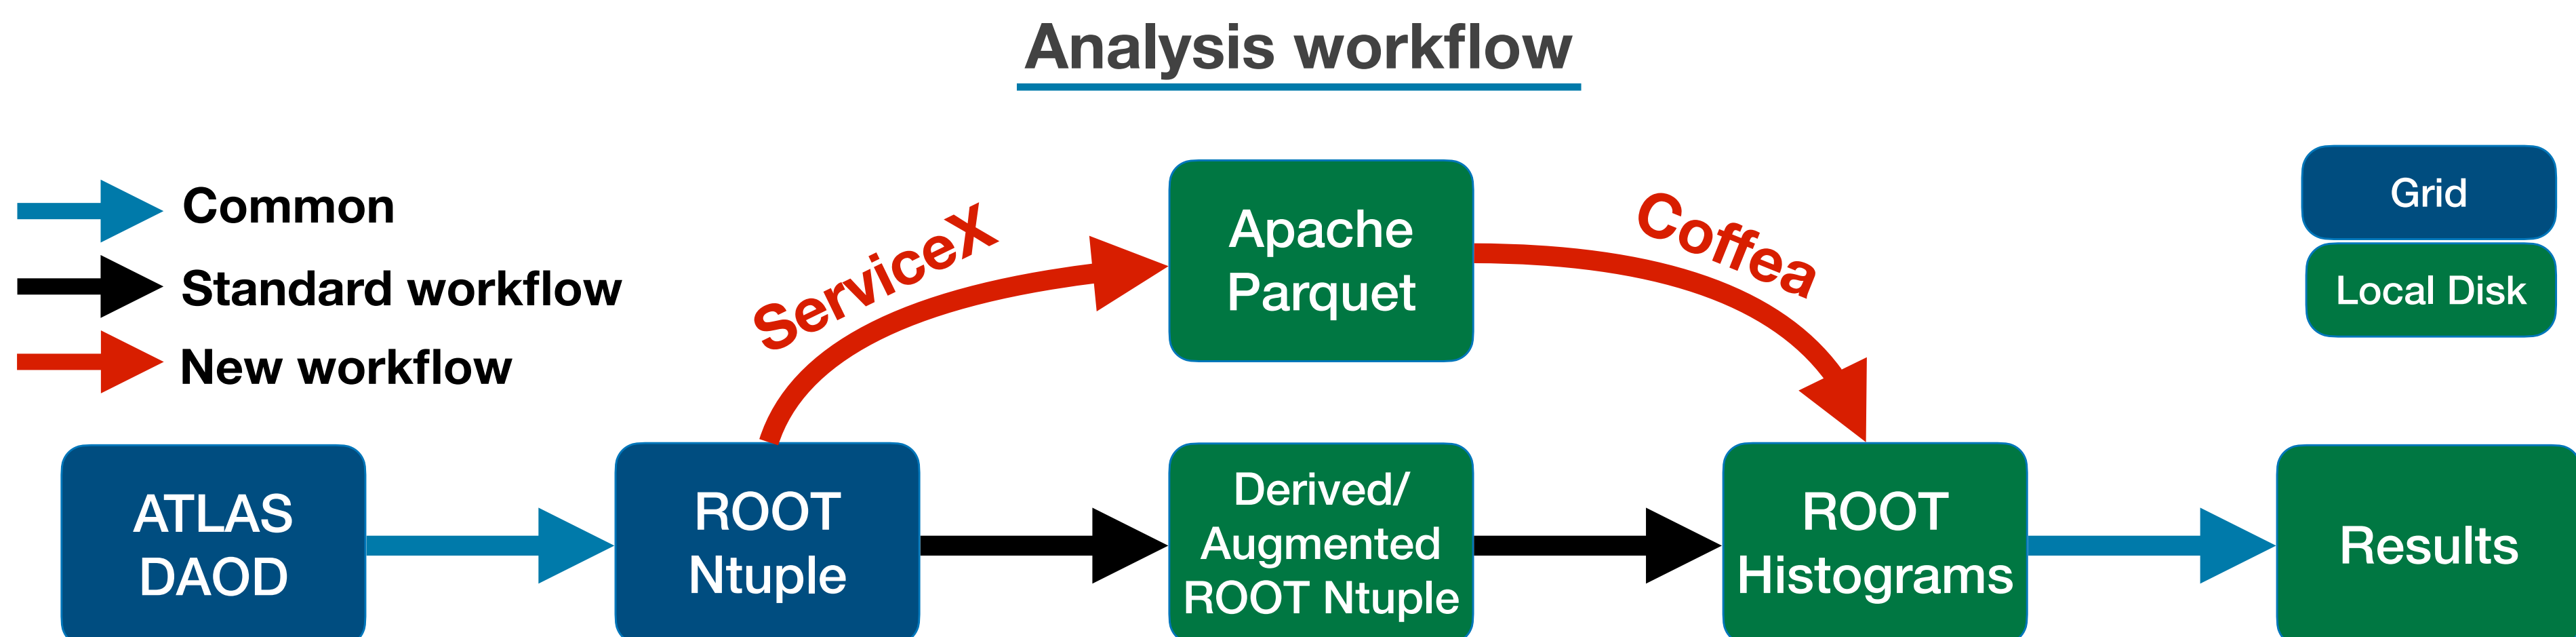 Analysis workflow
Common
Standard workflow
New workflow
ServiceX
Apache
Parquet
Coffea
Grid
Local Disk
ATLAS
DAOD
ROOT
Ntuple
Derived/
Augmented
ROOT Ntuple
ROOT
Histograms
Results